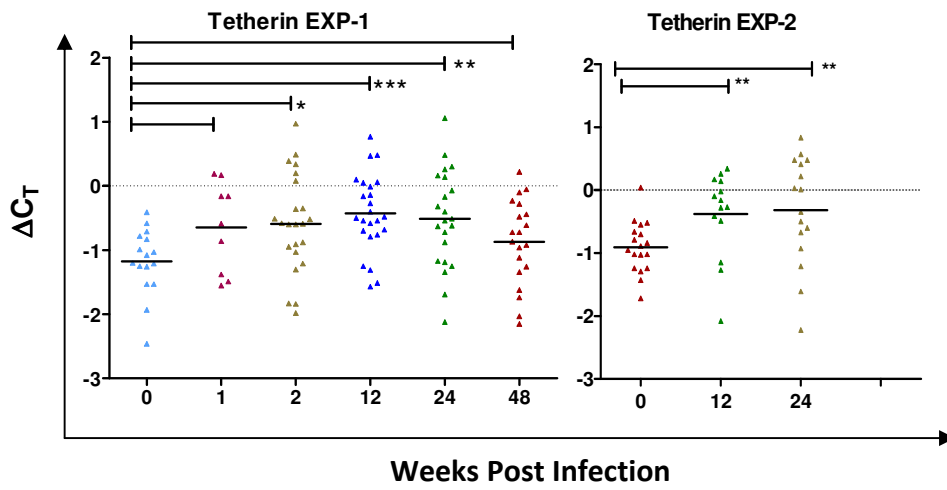 Tetherin EXP-1
Tetherin EXP-2
**
***
*
**
**
2
1
0
-1
-2
-3
2
1
0
-1
-2
-3
ΔCT
0 1 2 12 24 48
0 12 24
Weeks Post Infection